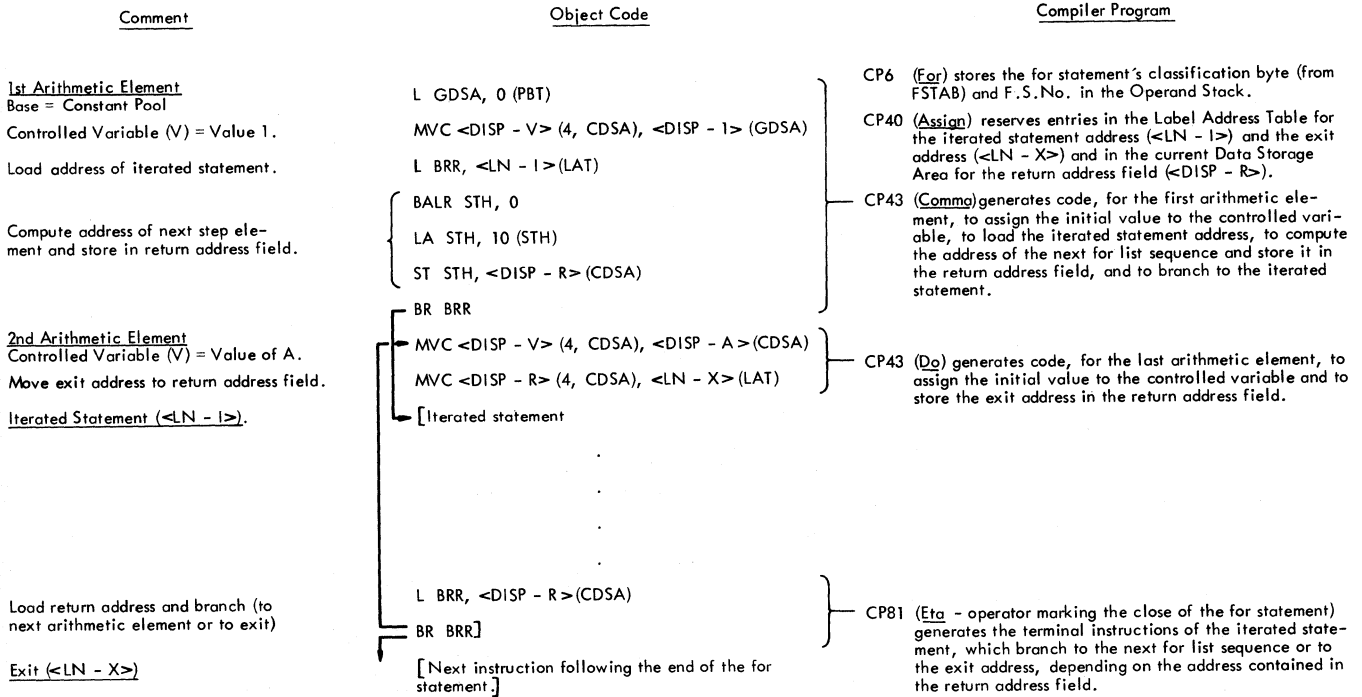 Comment
Object Code
Compiler Program
1st Arithmetic Element
Base = Constant Pool
Controlled Variable (V) = Value 1.
Load address of iterated statement.
Compute address of next step ele-
ment and store in return address field.
2nd Arithmetic Element
Controlled Variable (V) = Value of A.
Move exit address to return address field.
Iterated Statement (<LN - I>).
Load return address and branch (to
next arithmetic element or to exit)
Exit (<LN - X>)
L GDSA, 0 (PBT)
MVC <DISP - V> (4, CDSA), <DISP - 1> (GDSA)
L BRR, <LN - I> (LAT)
BALR STH, 0
LA STH, 10 (STH)
ST STH, <DISP - R> (CDSA)
BR BRR
MVC <DISP - V> (4, CDSA), <DISP - A> (CDSA)
MVC <DISP - R> (4, CDSA), <LN - X> (LAT)
[Iterated statement
.
.
.
.
L BRR, <DISP - R> (CDSA)
BR BRR]
[Next instruction following the end of the for
statement.]
CP6 (For) stores the for statement's classification byte (from
FSTAB) and F.S.No. in the Operand Stack.
CP40 (Assign) reserves entries in the Label Address Table for
the iterated statement address (<LN - I>) and the exit
address (<LN - X>) and in the current Data Storage
Area for the return address field (<DISP - R>).
CP43 (Comma) generates code, for the first arithmetic ele-
ment, to assign the initial value to the controlled vari-
able, to load the iterated statement address, to compute
the address of the next for list sequence and store it in
the return address field, and to branch to the iterated
statement.
CP43 (Do) generates code, for the last arithmetic element, to
assign the initial value to the controlled variable and to
store the exit address in the return address field.
CP81 (Eta - operator marking the close of the for statement)
generates the terminal instructions of the iterated state-
ment, which branch to the next for list sequence or to
the exit address, depending on the address contained in
the return address field.